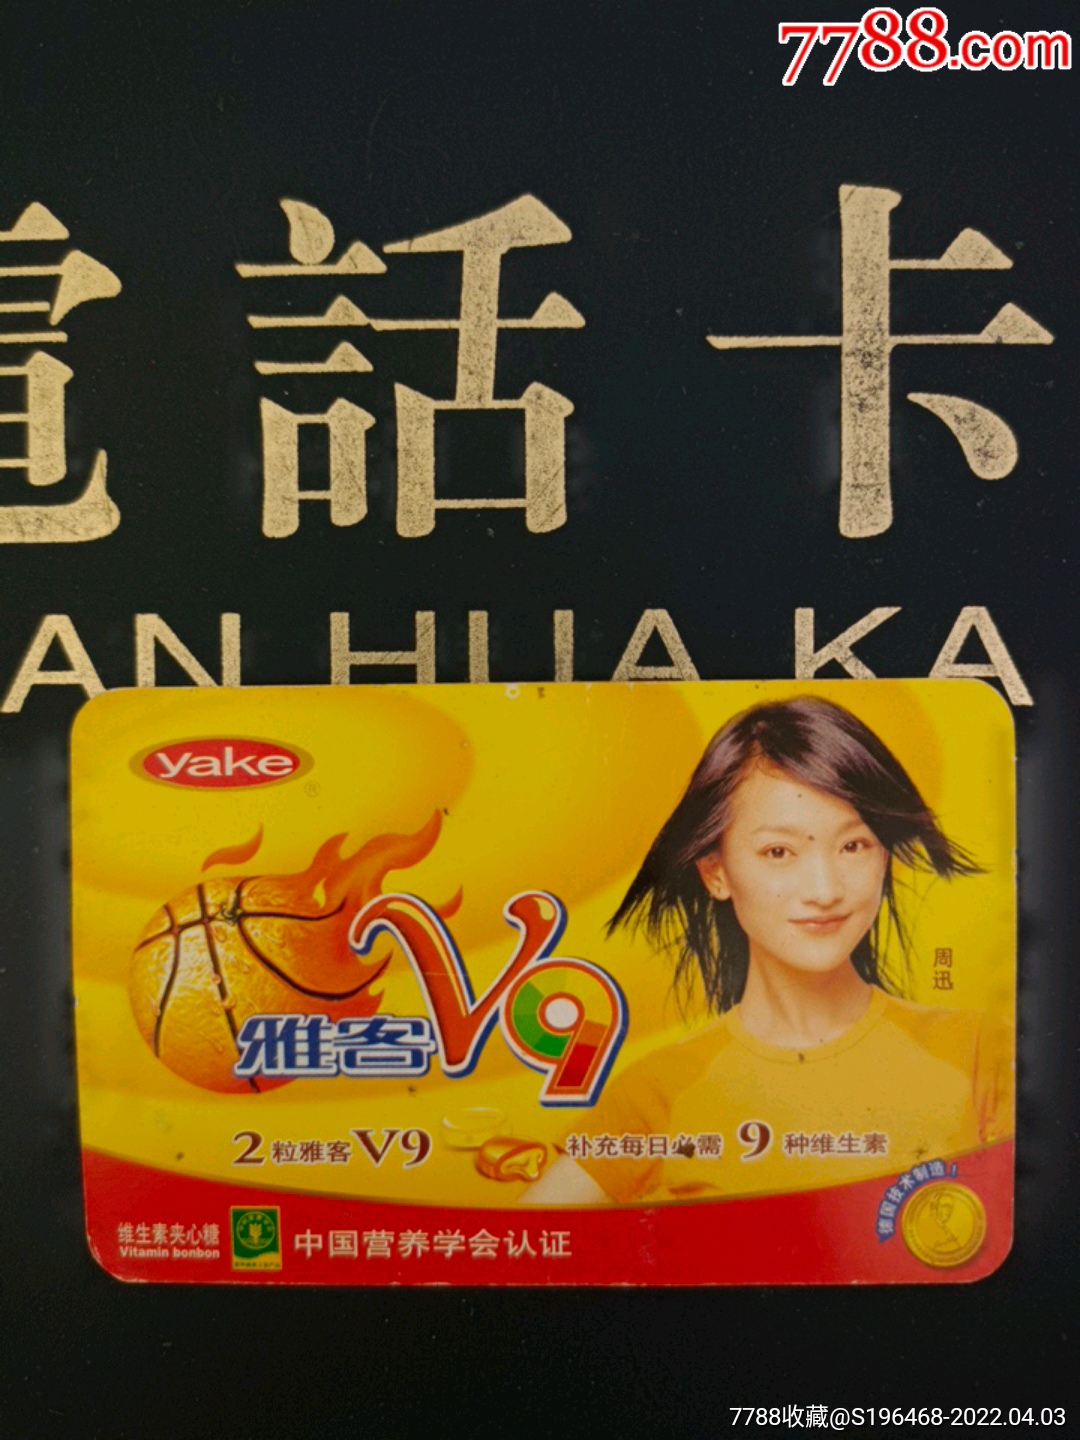 7788.com
電話卡
AN HUA KA
yake
®
周迅
雅客V9
2粒雅客V9 补充每日必需9种维生素
德国技术制造!
维生素夹心糖
Vitamin bonbon
中国营养学会认证
7788收藏@S196468-2022.04.03